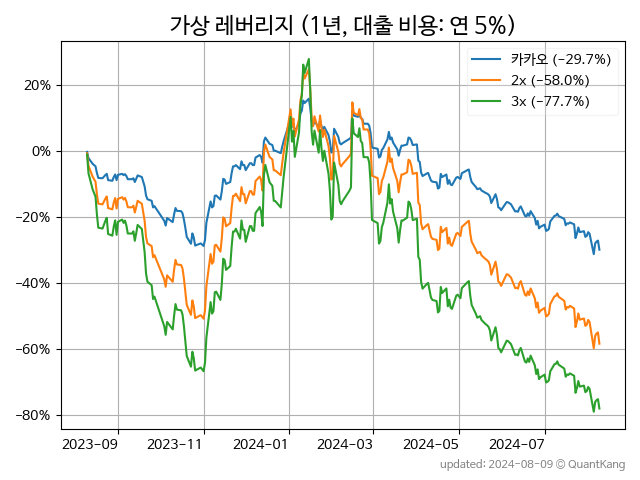 가상 레버리지 (1년, 대출 비용: 연 5%)
카카오 (−29.7%)
2x (−58.0%)
3x (−77.7%)
20%
0%
−20%
−40%
−60%
−80%
2023-09 2023-11 2024-01 2024-03 2024-05 2024-07
updated: 2024-08-09 © QuantKang